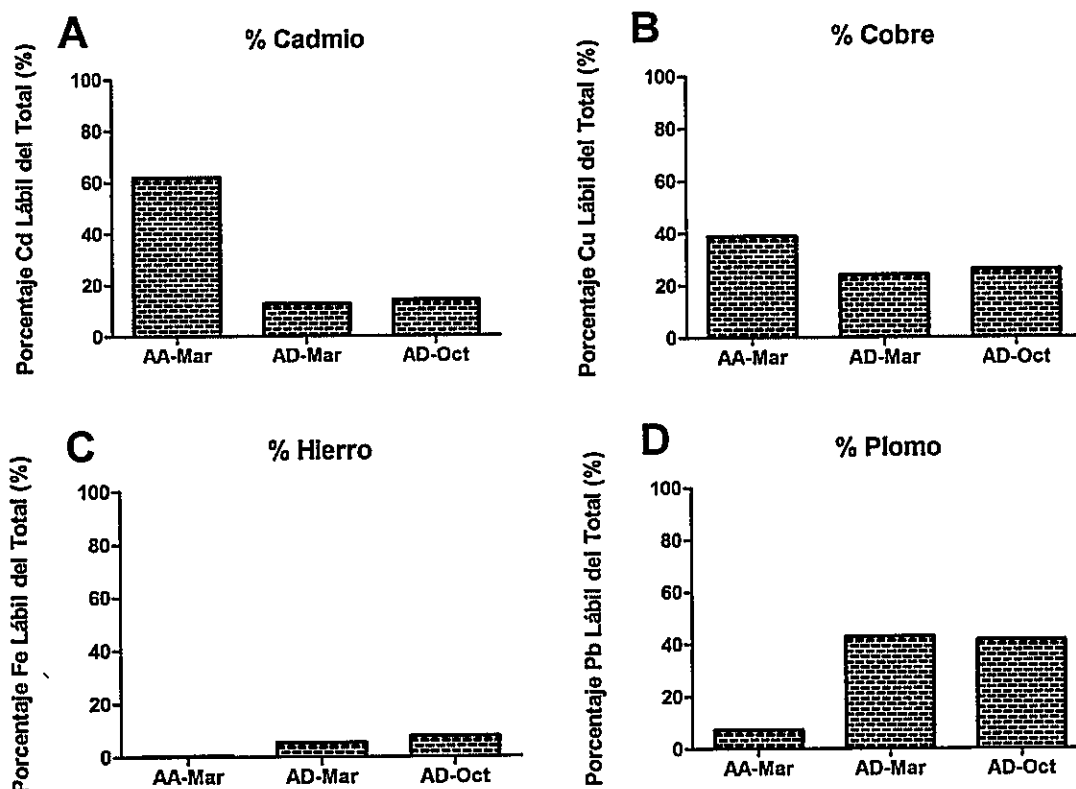 A
% Cadmio
Porcentaje Cd Lábil del Total (%)
100
80
60
40
20
0
AA-Mar
AD-Mar
AD-Oct
B
% Cobre
Porcentaje Cu Lábil del Total (%)
100
80
60
40
20
0
AA-Mar
AD-Mar
AD-Oct
C
% Hierro
Porcentaje Fe Lábil del Total (%)
100
80
60
40
20
0
AA-Mar
AD-Mar
AD-Oct
D
% Plomo
Porcentaje Pb Lábil del Total (%)
100
80
60
40
20
0
AA-Mar
AD-Mar
AD-Oct